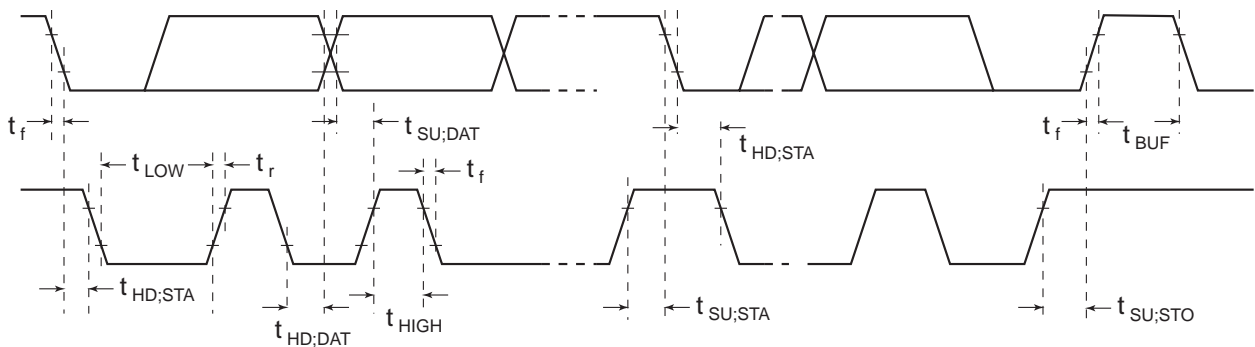 t f
t SU;DAT
t HD;STA
t f
t BUF
t LOW
t r
t f
t HD;STA
t HD;DAT
t HIGH
t SU;STA
t SU;STO